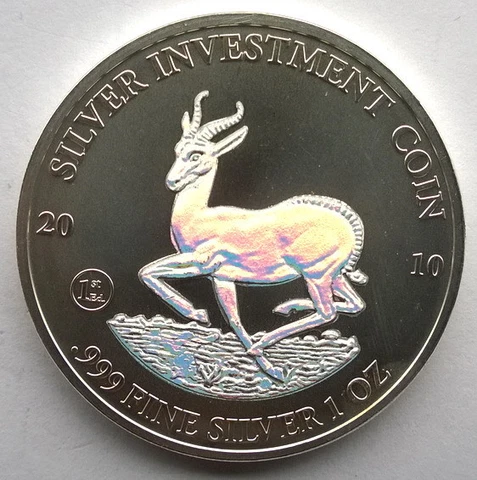 SILVER INVESTMENT COIN
20 10
1st Ed.
.999 FINE SILVER 1 OZ